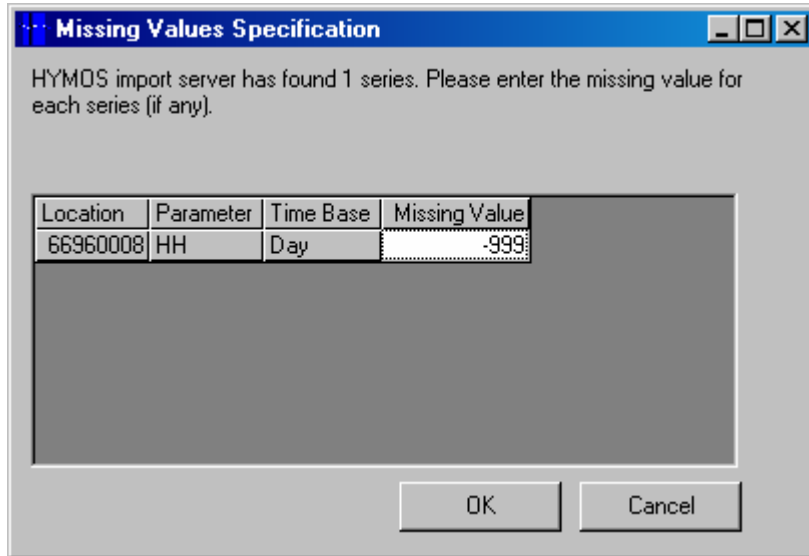 Missing Values Specification
HYMOS import server has found 1 series. Please enter the missing value for
each series (if any).
Location Parameter Time Base Missing Value
66960008 HH Day -999
OK Cancel